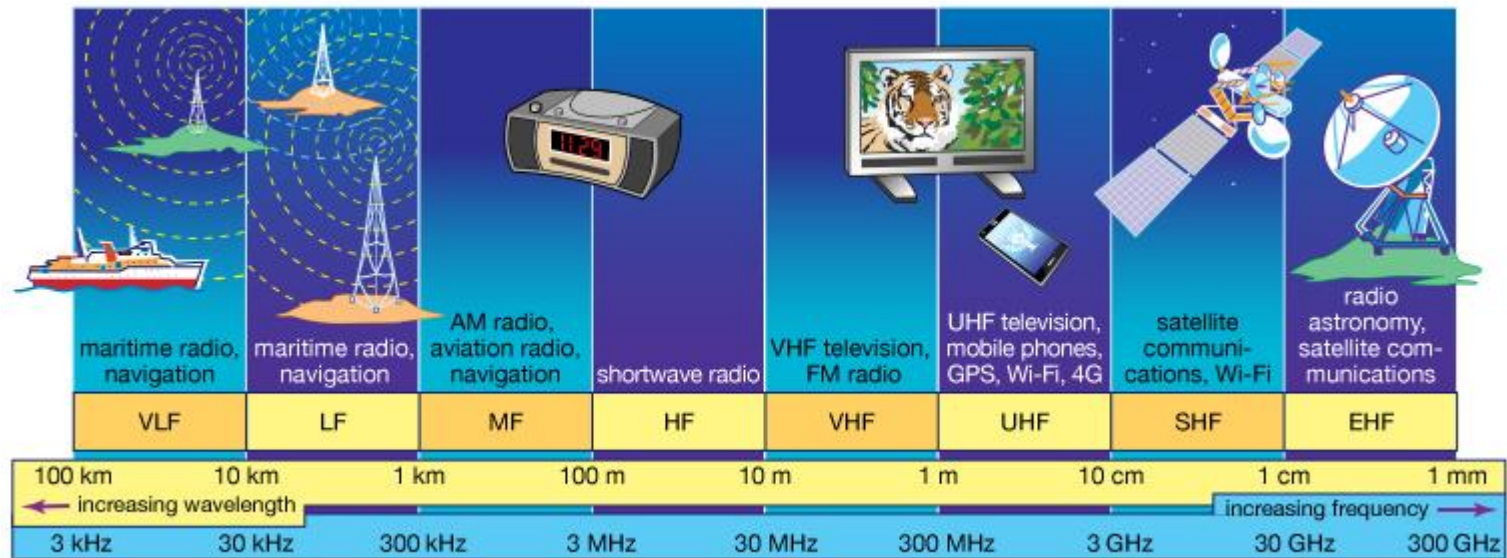 11:29
maritime radio,
navigation
maritime radio,
navigation
AM radio,
aviation radio,
navigation
shortwave radio
VHF television,
FM radio
UHF television,
mobile phones,
GPS, Wi-Fi, 4G
satellite
communi-
cations, Wi-Fi
radio
astronomy,
satellite com-
munications
VLF LF MF HF VHF UHF SHF EHF
100 km 10 km 1 km 100 m 10 m 1 m 10 cm 1 cm 1 mm
increasing wavelength increasing frequency
3 kHz 30 kHz 300 kHz 3 MHz 30 MHz 300 MHz 3 GHz 30 GHz 300 GHz